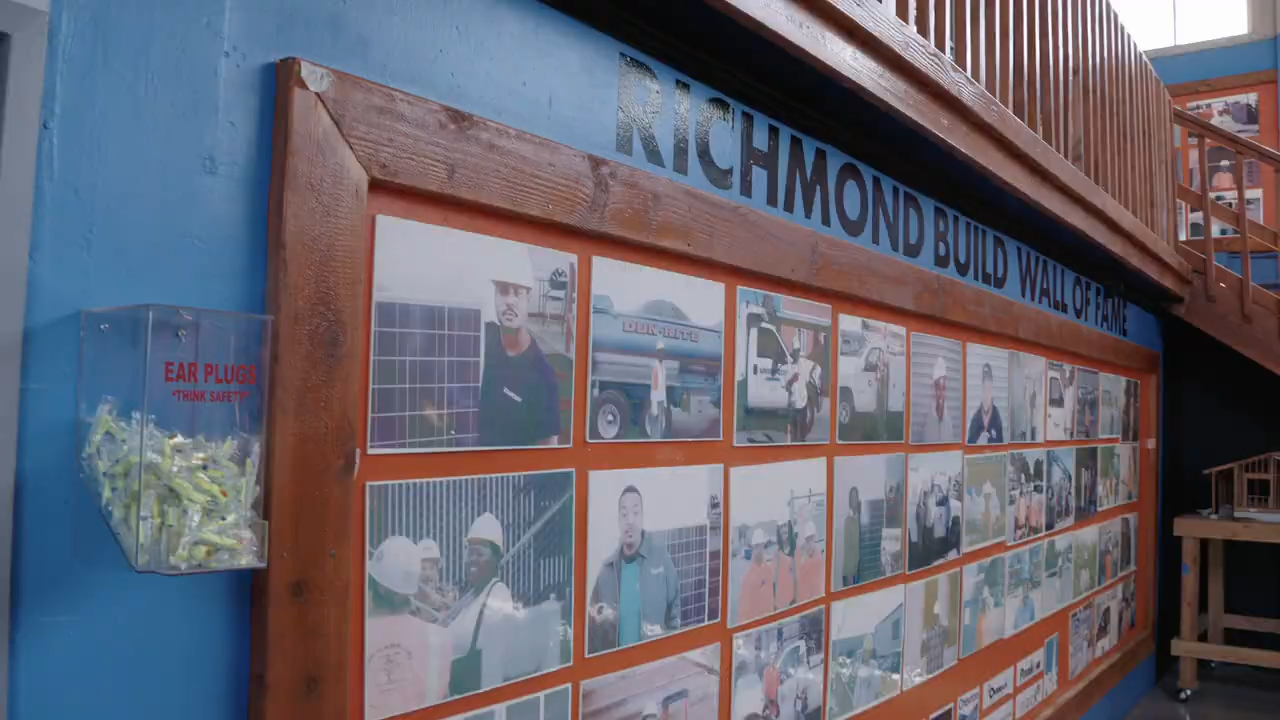 RICHMOND BUILD WALL OF FAME
EAR PLUGS
"THINK SAFETY"
DUN-RITE